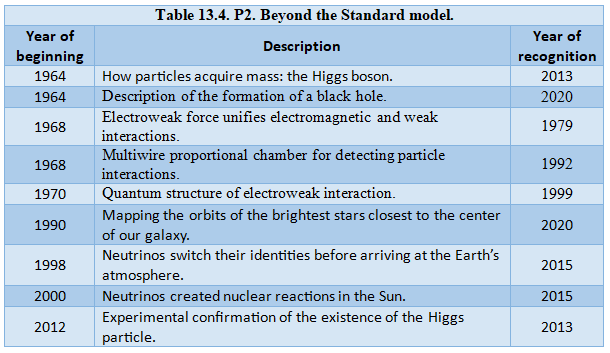 Table 13.4. P2. Beyond the Standard model.
Year of beginning Description Year of recognition
1964 How particles acquire mass: the Higgs boson. 2013
1964 Description of the formation of a black hole. 2020
1968 Electroweak force unifies electromagnetic and weak
interactions. 1979
1968 Multiwire proportional chamber for detecting particle
interactions. 1992
1970 Quantum structure of electroweak interaction. 1999
1990 Mapping the orbits of the brightest stars closest to the center
of our galaxy. 2020
1998 Neutrinos switch their identities before arriving at the Earth’s
atmosphere. 2015
2000 Neutrinos created nuclear reactions in the Sun. 2015
2012 Experimental confirmation of the existence of the Higgs
particle. 2013